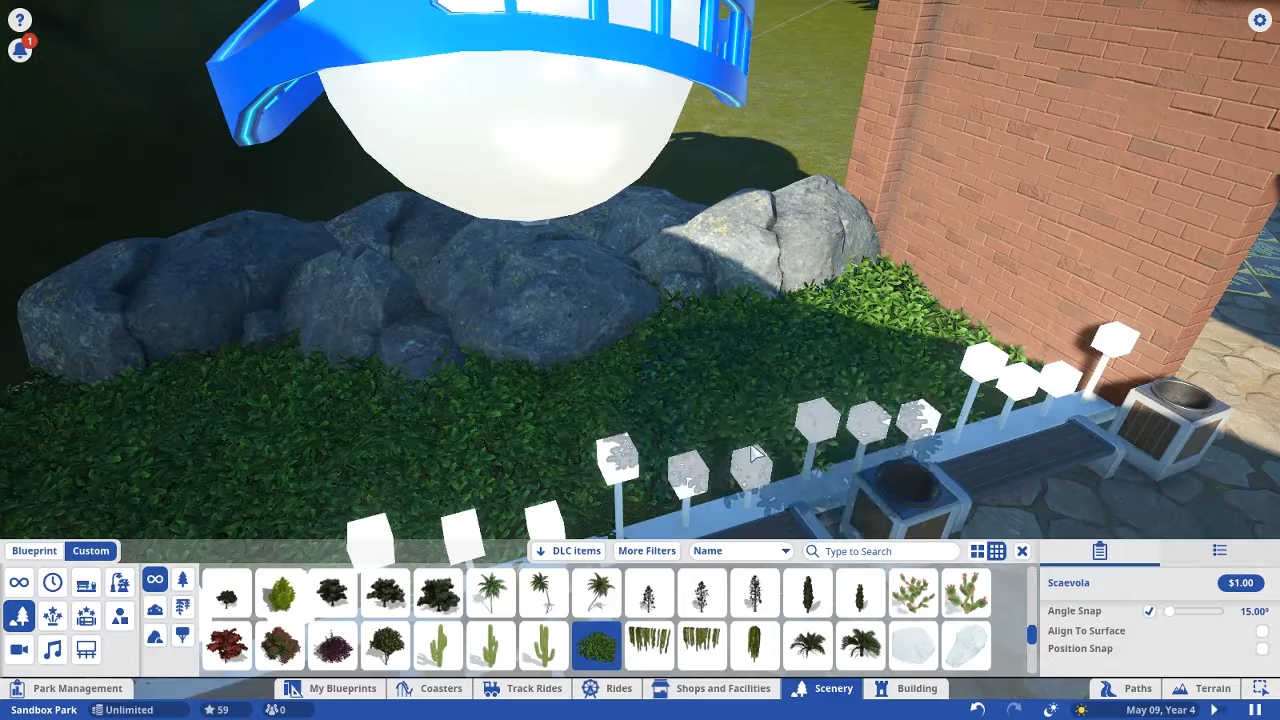 ?
1
Blueprint
Custom
DLC items
More Filters
Name
Type to Search
Scaevola
$1.00
Angle Snap
15.00°
Align To Surface
Position Snap
Park Management
My Blueprints
Coasters
Track Rides
Rides
Shops and Facilities
Scenery
Building
Paths
Terrain
Sandbox Park
Unlimited
59
0
May 09, Year 4